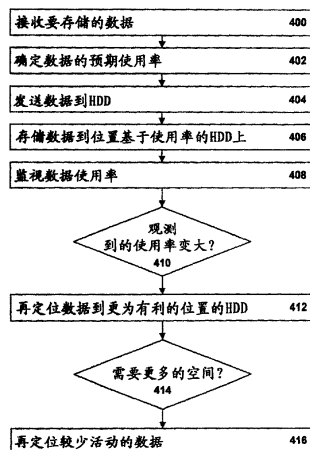 接收要存储的数据 400
确定数据的预期使用率 402
发送数据到HDD 404
存储数据到位置基于使用率的HDD上 406
监视数据使用率 408
观测
到的使用率变大?
410
再定位数据到更为有利的位置的HDD 412
需要更多的空间?
414
再定位较少活动的数据 416